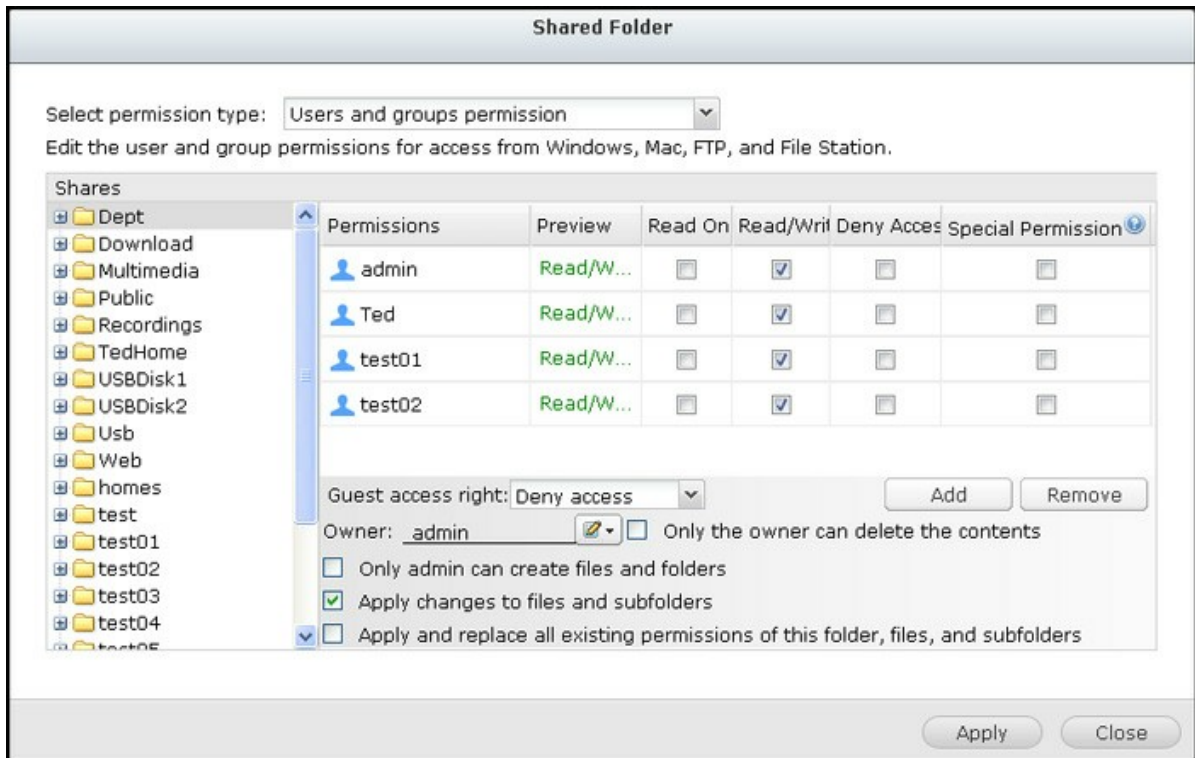 Shared Folder
Select permission type: Users and groups permission
Edit the user and group permissions for access from Windows, Mac, FTP, and File Station.
Shares
Dept
Download
Multimedia
Public
Recordings
TedHome
USBDisk1
USBDisk2
Usb
Web
homes
test
test01
test02
test03
test04
test05
Permissions Preview Read On Read/Writ Deny Acces Special Permission
admin Read/W...
Ted Read/W...
test01 Read/W...
test02 Read/W...
Guest access right: Deny access Add Remove
Owner: admin Only the owner can delete the contents
Only admin can create files and folders
Apply changes to files and subfolders
Apply and replace all existing permissions of this folder, files, and subfolders
Apply Close